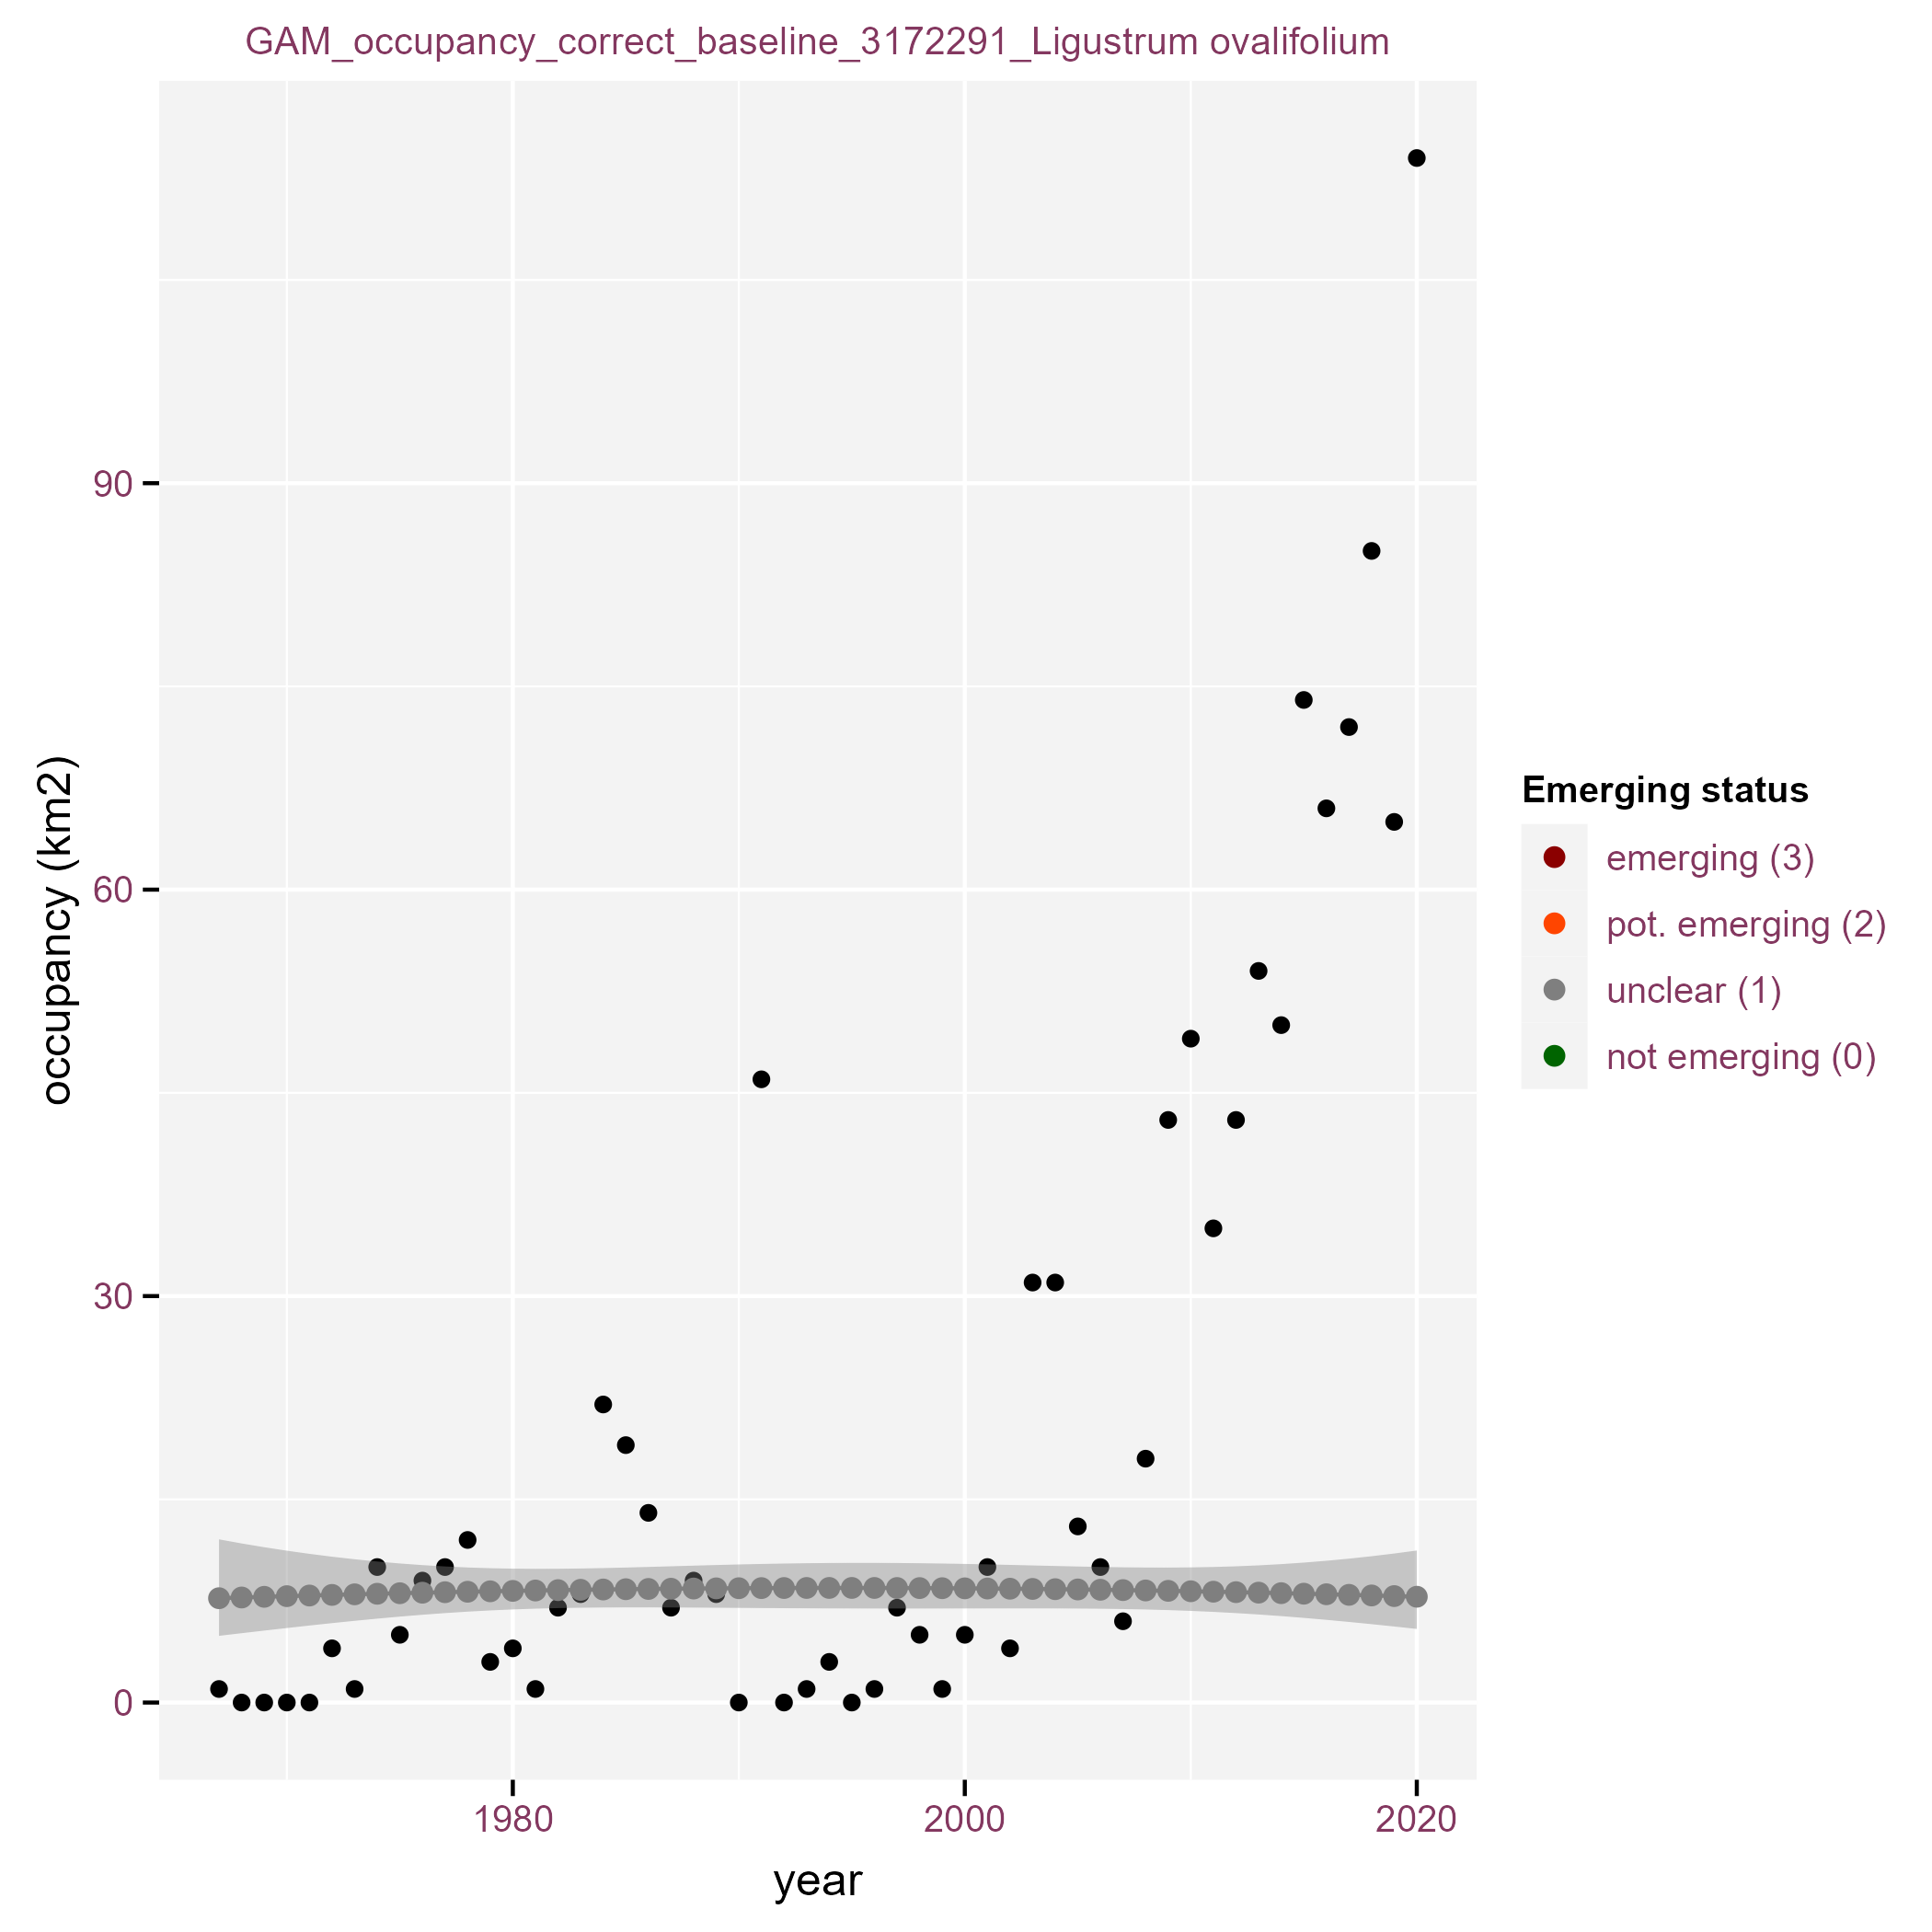 GAM_occupancy_correct_baseline_3172291_Ligustrum ovalifolium
occupancy (km2)
90
60
30
0
1980
2000
2020
year
Emerging status
emerging (3)
pot. emerging (2)
unclear (1)
not emerging (0)